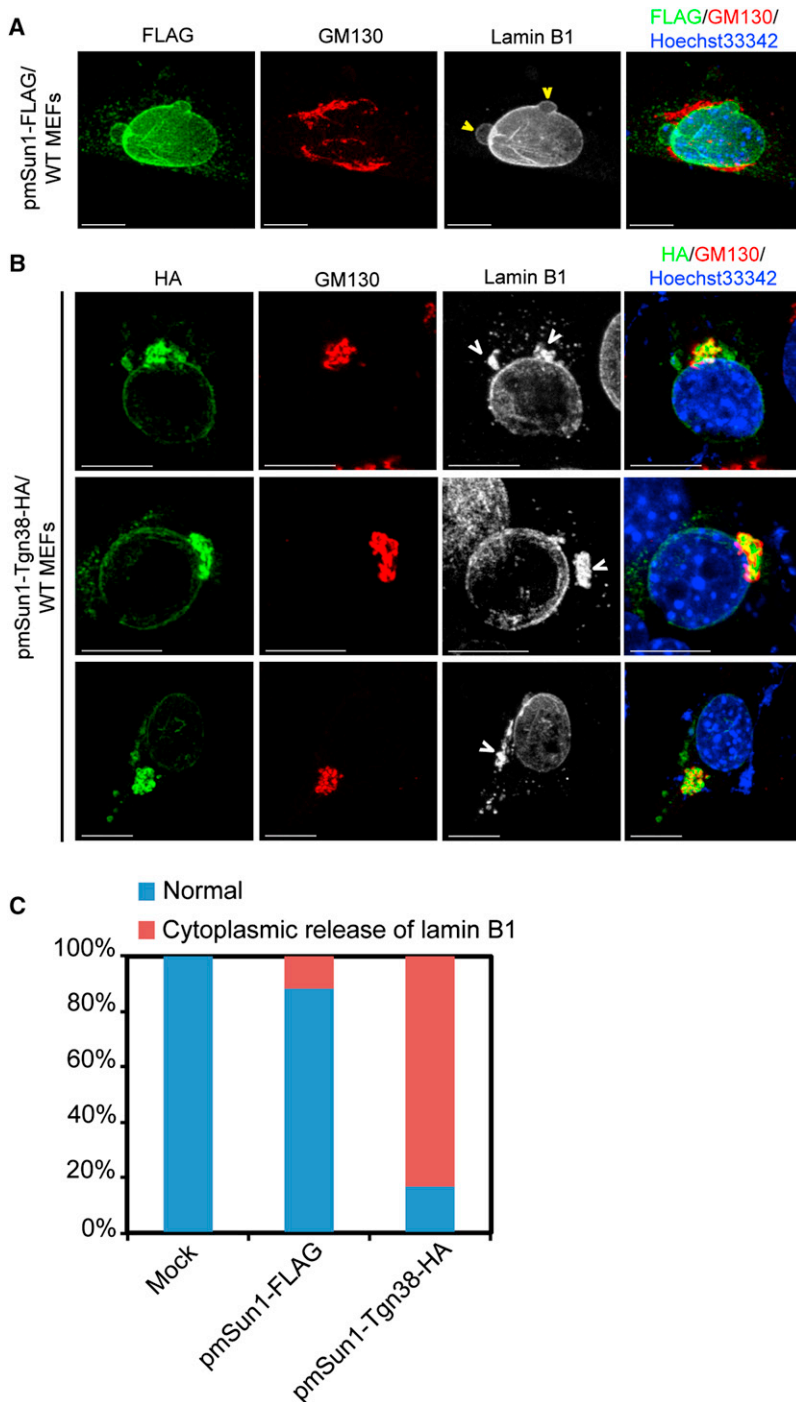 A
FLAG
GM130
Lamin B1
FLAG/GM130/
Hoechst33342
pmSun1-FLAG/
WT MEFs
B
HA
GM130
Lamin B1
HA/GM130/
Hoechst33342
pmSun1-Tgn38-HA/
WT MEFs
C
Normal
Cytoplasmic release of lamin B1
100%
80%
60%
40%
20%
0%
Mock
pmSun1-FLAG
pmSun1-Tgn38-HA